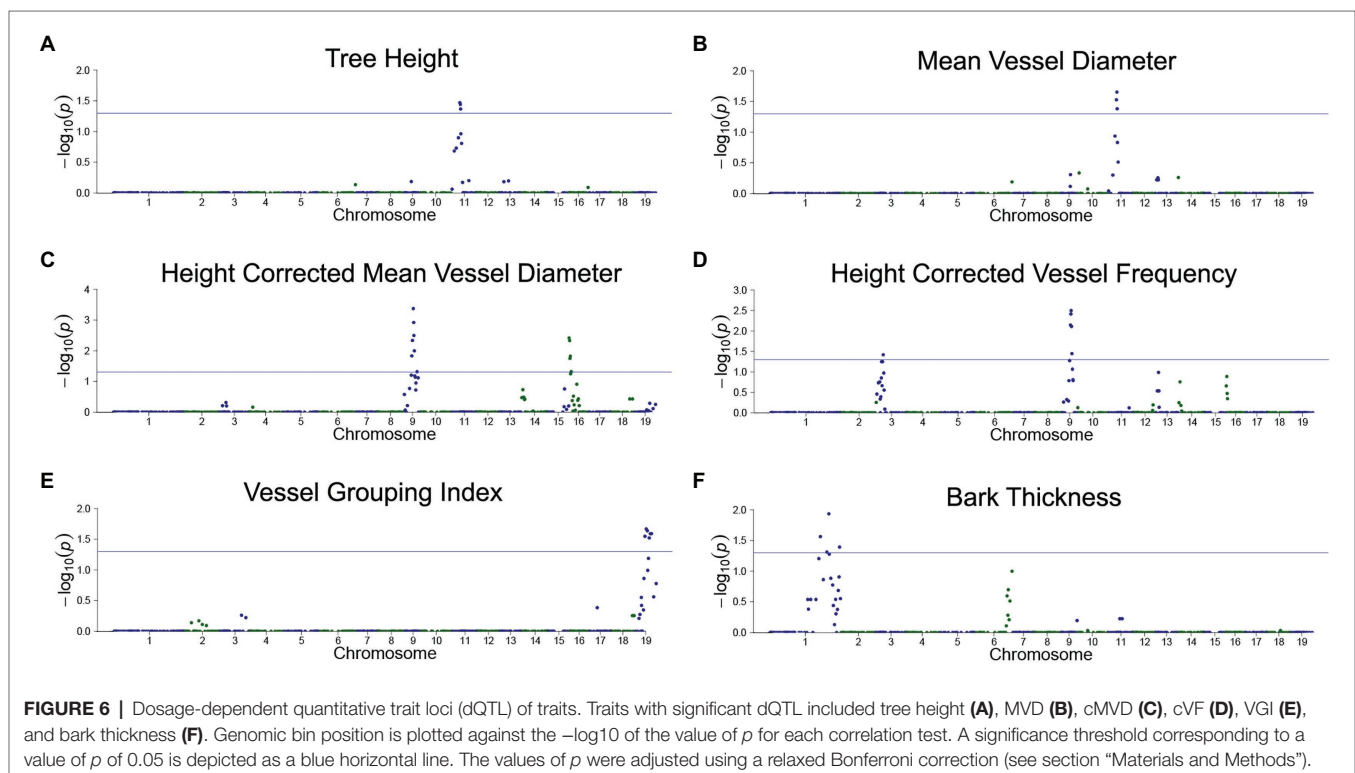 A
Tree Height
2.0
1.5
1.0
0.5
0.0
−log10(p)
1 2 3 4 5 6 7 8 9 10 11 12 13 14 15 16 17 18 19
Chromosome
B
Mean Vessel Diameter
2.0
1.5
1.0
0.5
0.0
−log10(p)
1 2 3 4 5 6 7 8 9 10 11 12 13 14 15 16 17 18 19
Chromosome
C
Height Corrected Mean Vessel Diameter
4
3
2
1
0
−log10(p)
1 2 3 4 5 6 7 8 9 10 11 12 13 14 15 16 17 18 19
Chromosome
D
Height Corrected Vessel Frequency
3.0
2.5
2.0
1.5
1.0
0.5
0.0
−log10(p)
1 2 3 4 5 6 7 8 9 10 11 12 13 14 15 16 17 18 19
Chromosome
E
Vessel Grouping Index
2.0
1.5
1.0
0.5
0.0
−log10(p)
1 2 3 4 5 6 7 8 9 10 11 12 13 14 15 16 17 18 19
Chromosome
F
Bark Thickness
2.0
1.5
1.0
0.5
0.0
−log10(p)
1 2 3 4 5 6 7 8 9 10 11 12 13 14 15 16 17 18 19
Chromosome
FIGURE 6 | Dosage-dependent quantitative trait loci (dQTL) of traits. Traits with significant dQTL included tree height (A), MVD (B), cMVD (C), cVF (D), VGI (E),
and bark thickness (F). Genomic bin position is plotted against the −log10 of the value of p for each correlation test. A significance threshold corresponding to a
value of p of 0.05 is depicted as a blue horizontal line. The values of p were adjusted using a relaxed Bonferroni correction (see section “Materials and Methods”).